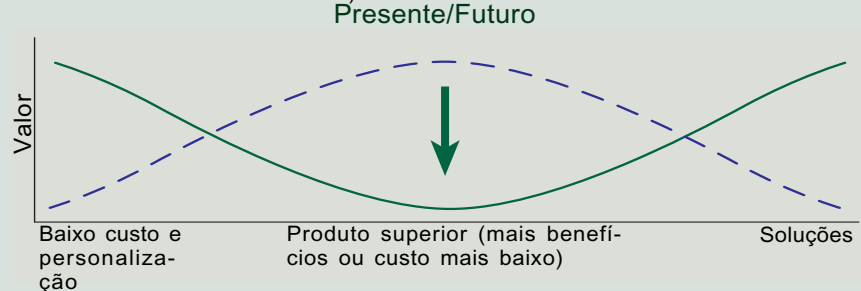 Presente/Futuro
Valor
Baixo custo e
personaliza-
ção
Produto superior (mais benefí-
cios ou custo mais baixo)
Soluções